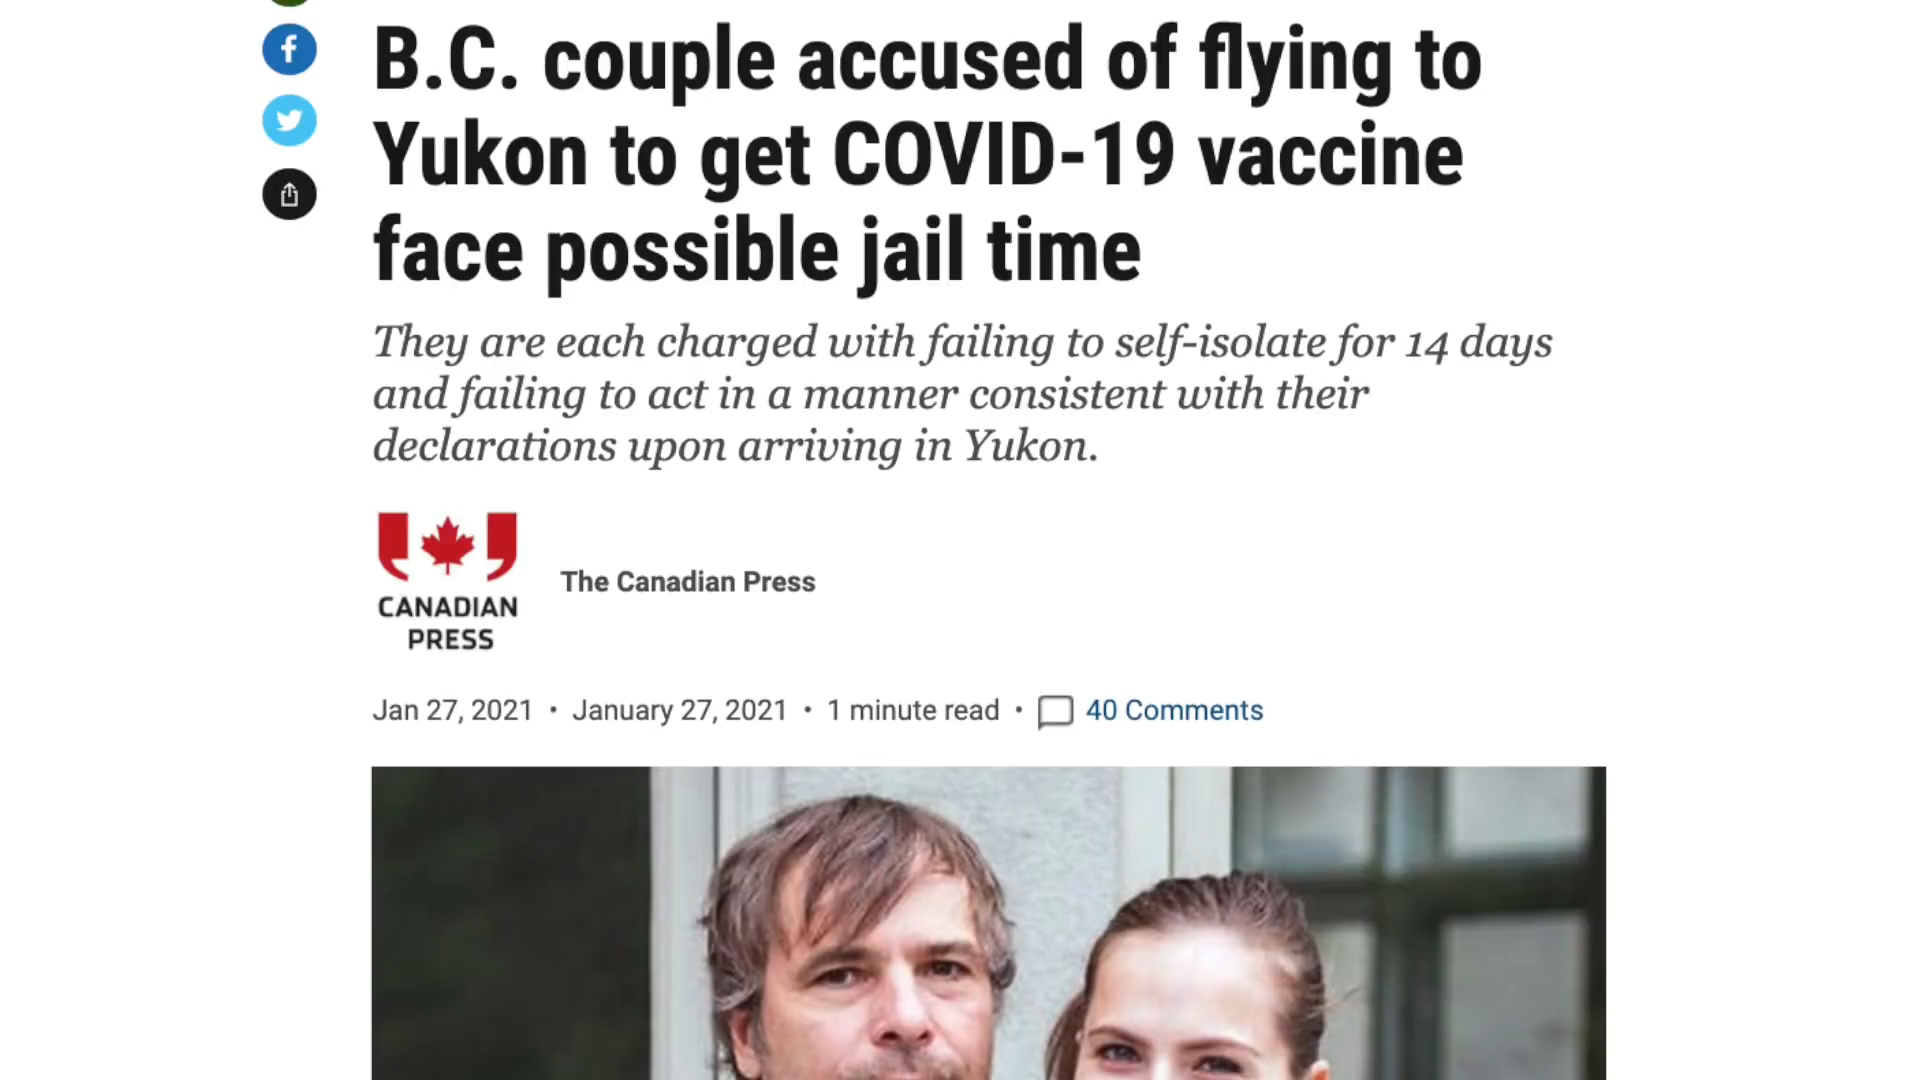 B.C. couple accused of flying to
Yukon to get COVID-19 vaccine
face possible jail time
They are each charged with failing to self-isolate for 14 days
and failing to act in a manner consistent with their
declarations upon arriving in Yukon.
CANADIAN
PRESS
The Canadian Press
Jan 27, 2021 • January 27, 2021 • 1 minute read • 40 Comments